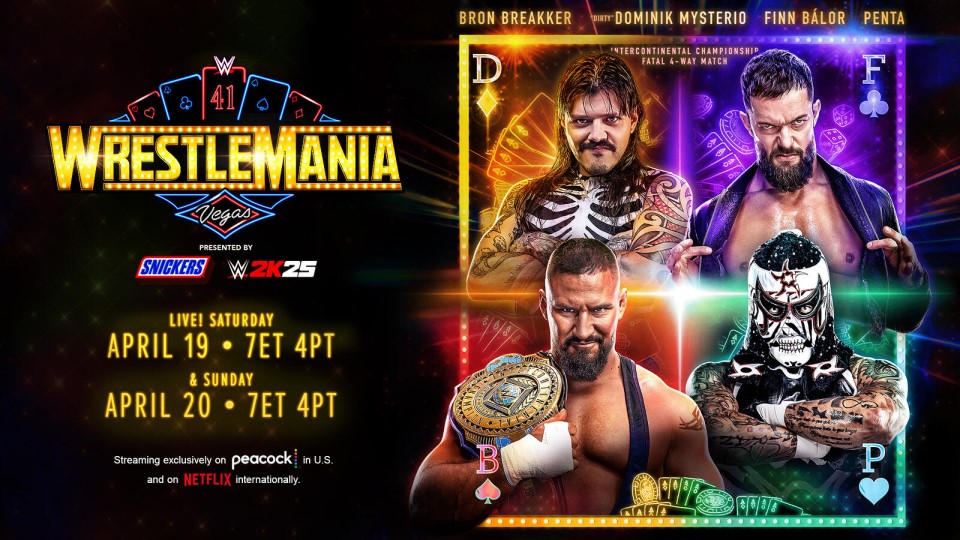 BRON BREAKKER "DIRTY" DOMINIK MYSTERIO FINN BÁLOR PENTA
INTERCONTINENTAL CHAMPIONSHIP
FATAL 4-WAY MATCH
D
F
W
41
WRESTLEMANIA
Vegas
PRESENTED BY
SNICKERS W 2K25
LIVE! SATURDAY
APRIL 19 • 7ET 4PT
& SUNDAY
APRIL 20 • 7ET 4PT
Streaming exclusively on peacock in U.S.
and on NETFLIX internationally.
B
P